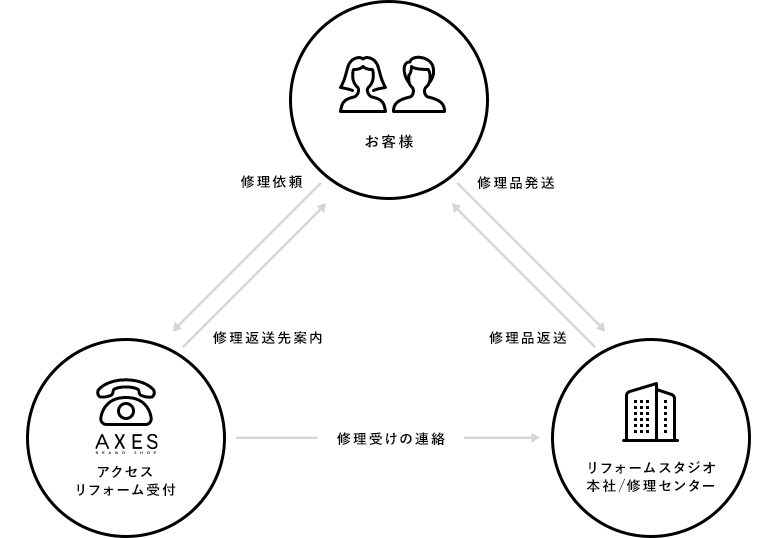 お客様
修理依頼
修理品発送
修理返送先案内
修理品返送
AXES
BRAND SHOP
アクセス
リフォーム受付
修理受けの連絡
リフォームスタジオ
本社/修理センター